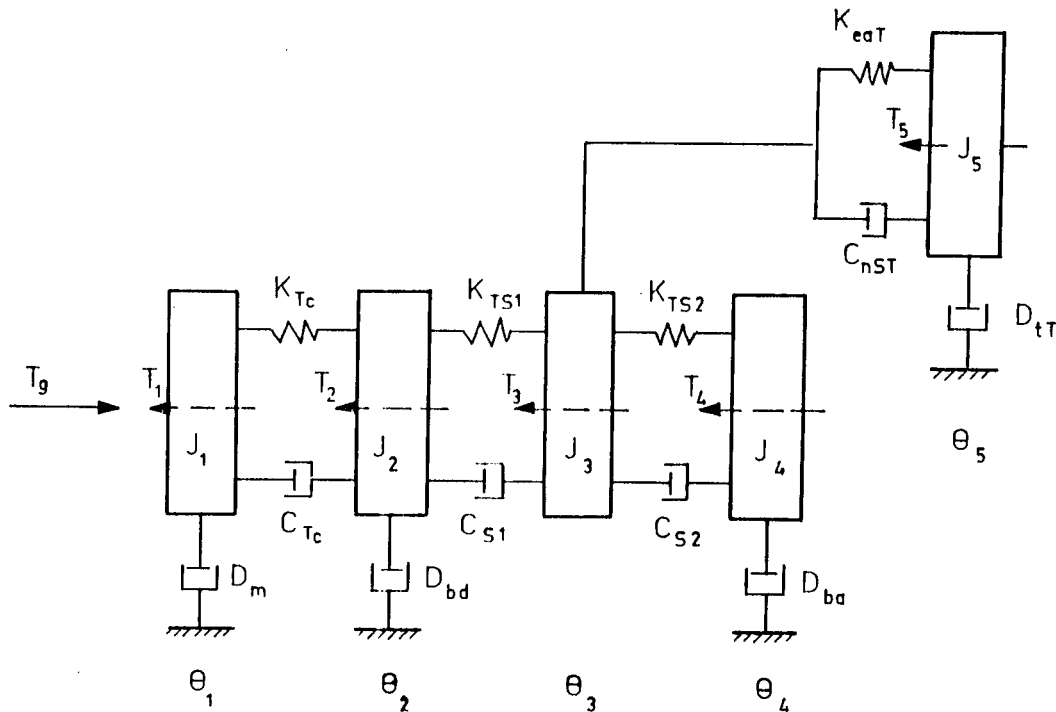 K_eaT
T_5
J_5
C_nST
D_tT
θ_5
K_Tc
K_TS1
K_TS2
T_g
T_1
T_2
T_3
T_4
J_1
J_2
J_3
J_4
C_Tc
C_S1
C_S2
D_m
D_bd
D_ba
θ_1
θ_2
θ_3
θ_4